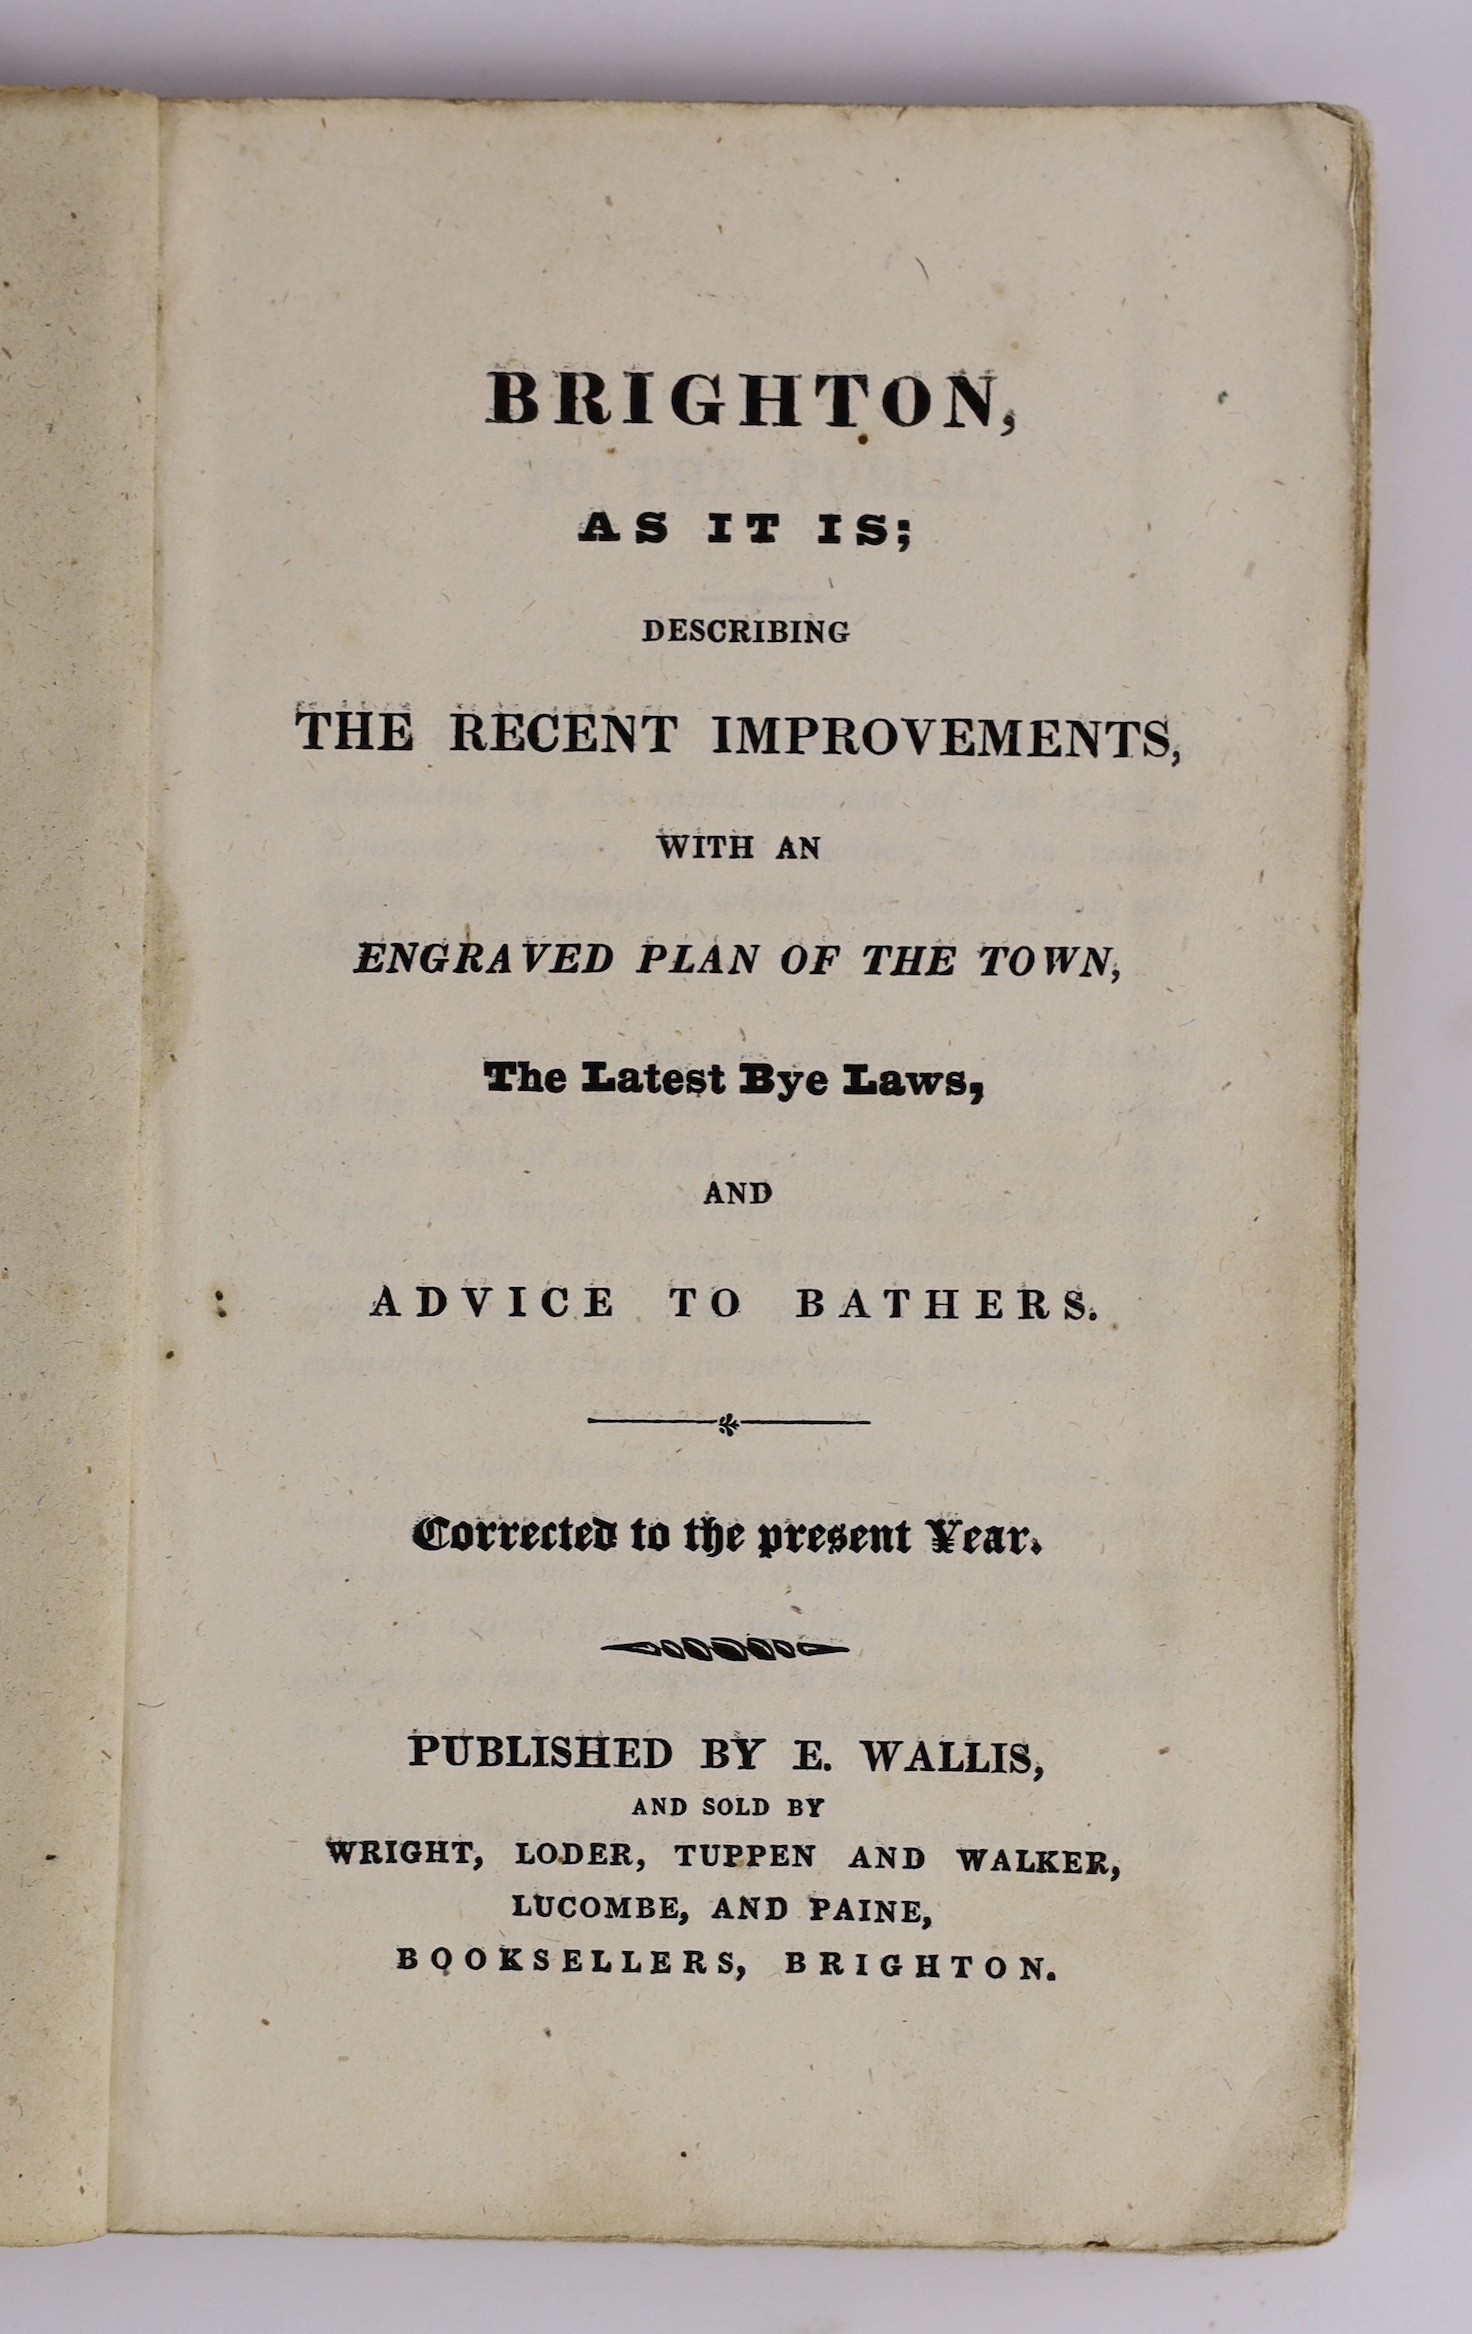 BRIGHTON,
AS IT IS;
DESCRIBING
THE RECENT IMPROVEMENTS,
WITH AN
ENGRAVED PLAN OF THE TOWN,
The Latest Bye Laws,
AND
ADVICE TO BATHERS.
Corrected to the present Year.
PUBLISHED BY E. WALLIS,
AND SOLD BY
WRIGHT, LODER, TUPPEN AND WALKER,
LUCOMBE, AND PAINE,
BOOKSELLERS, BRIGHTON.